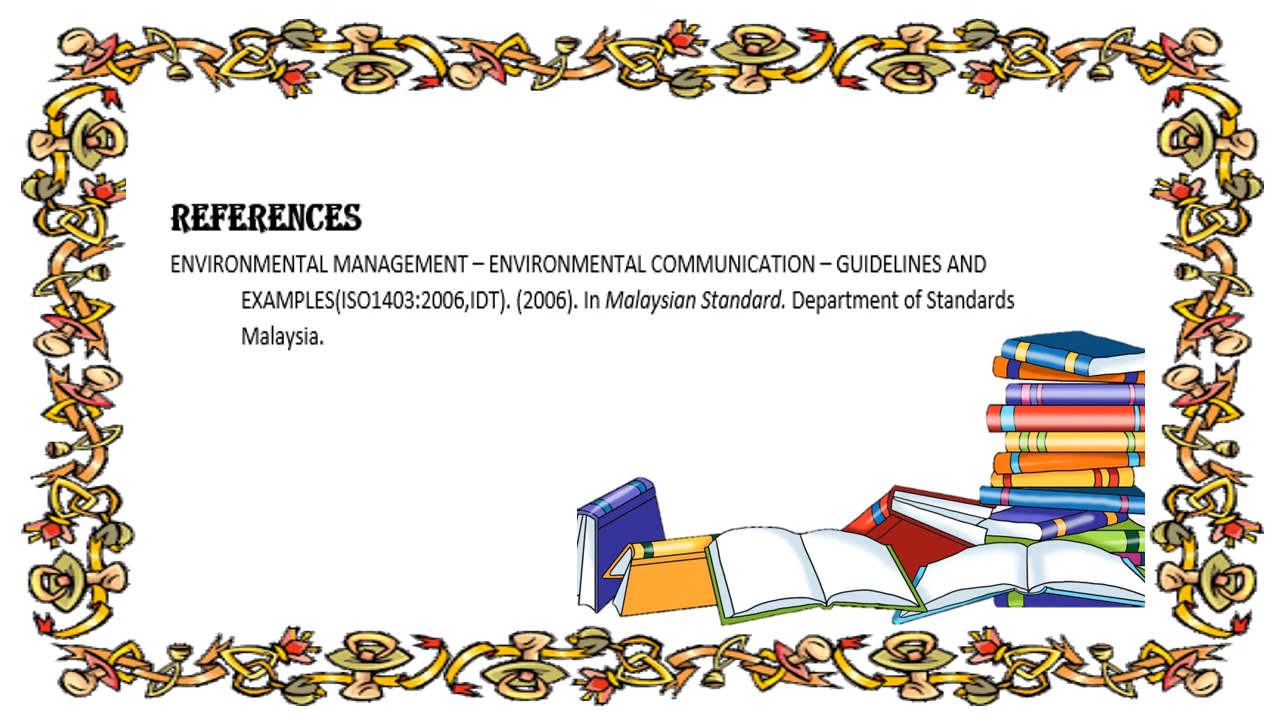 REFERENCES
ENVIRONMENTAL MANAGEMENT – ENVIRONMENTAL COMMUNICATION – GUIDELINES AND
EXAMPLES(ISO1403:2006,IDT). (2006). In Malaysian Standard. Department of Standards
Malaysia.